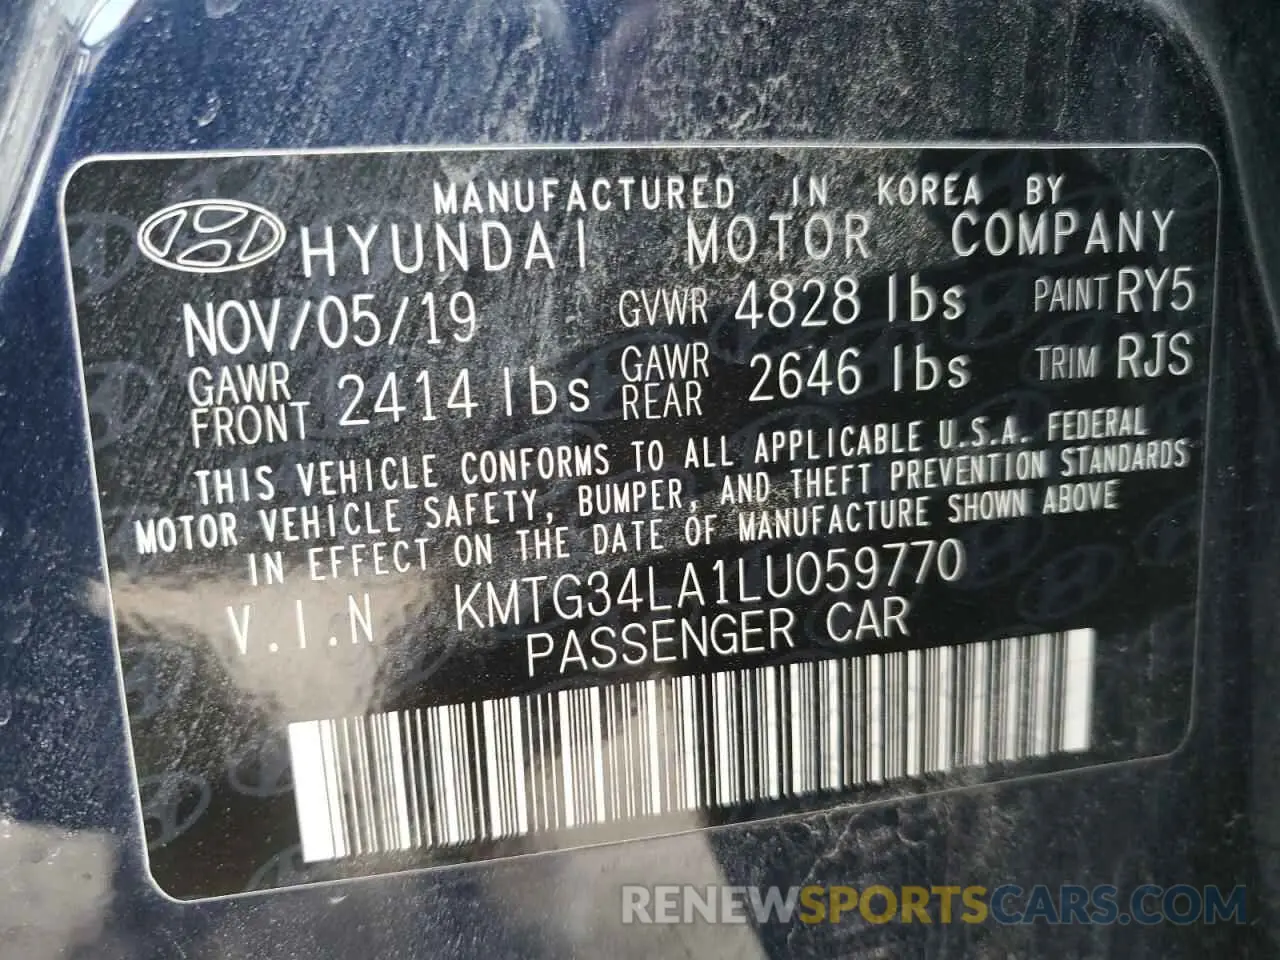 MANUFACTURED IN KOREA BY
HYUNDAI MOTOR COMPANY
NOV/05/19 GVWR 4828 lbs PAINT RY5
GAWR FRONT 2414 lbs GAWR REAR 2646 lbs TRIM RJS
THIS VEHICLE CONFORMS TO ALL APPLICABLE U.S.A. FEDERAL
MOTOR VEHICLE SAFETY, BUMPER, AND THEFT PREVENTION STANDARDS
IN EFFECT ON THE DATE OF MANUFACTURE SHOWN ABOVE
V.I.N KMTG34LA1LU059770
PASSENGER CAR
RENEWSPORTSCARS.COM